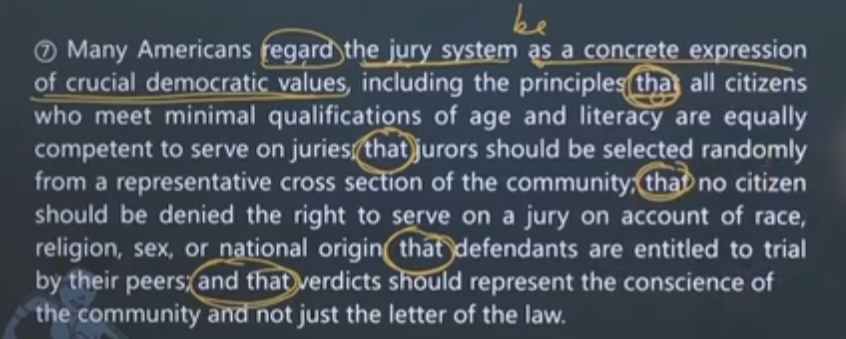 be
⑦ Many Americans regard the jury system as a concrete expression
of crucial democratic values, including the principles that all citizens
who meet minimal qualifications of age and literacy are equally
competent to serve on juries; that jurors should be selected randomly
from a representative cross section of the community; that no citizen
should be denied the right to serve on a jury on account of race,
religion, sex, or national origin; that defendants are entitled to trial
by their peers; and that verdicts should represent the conscience of
the community and not just the letter of the law.